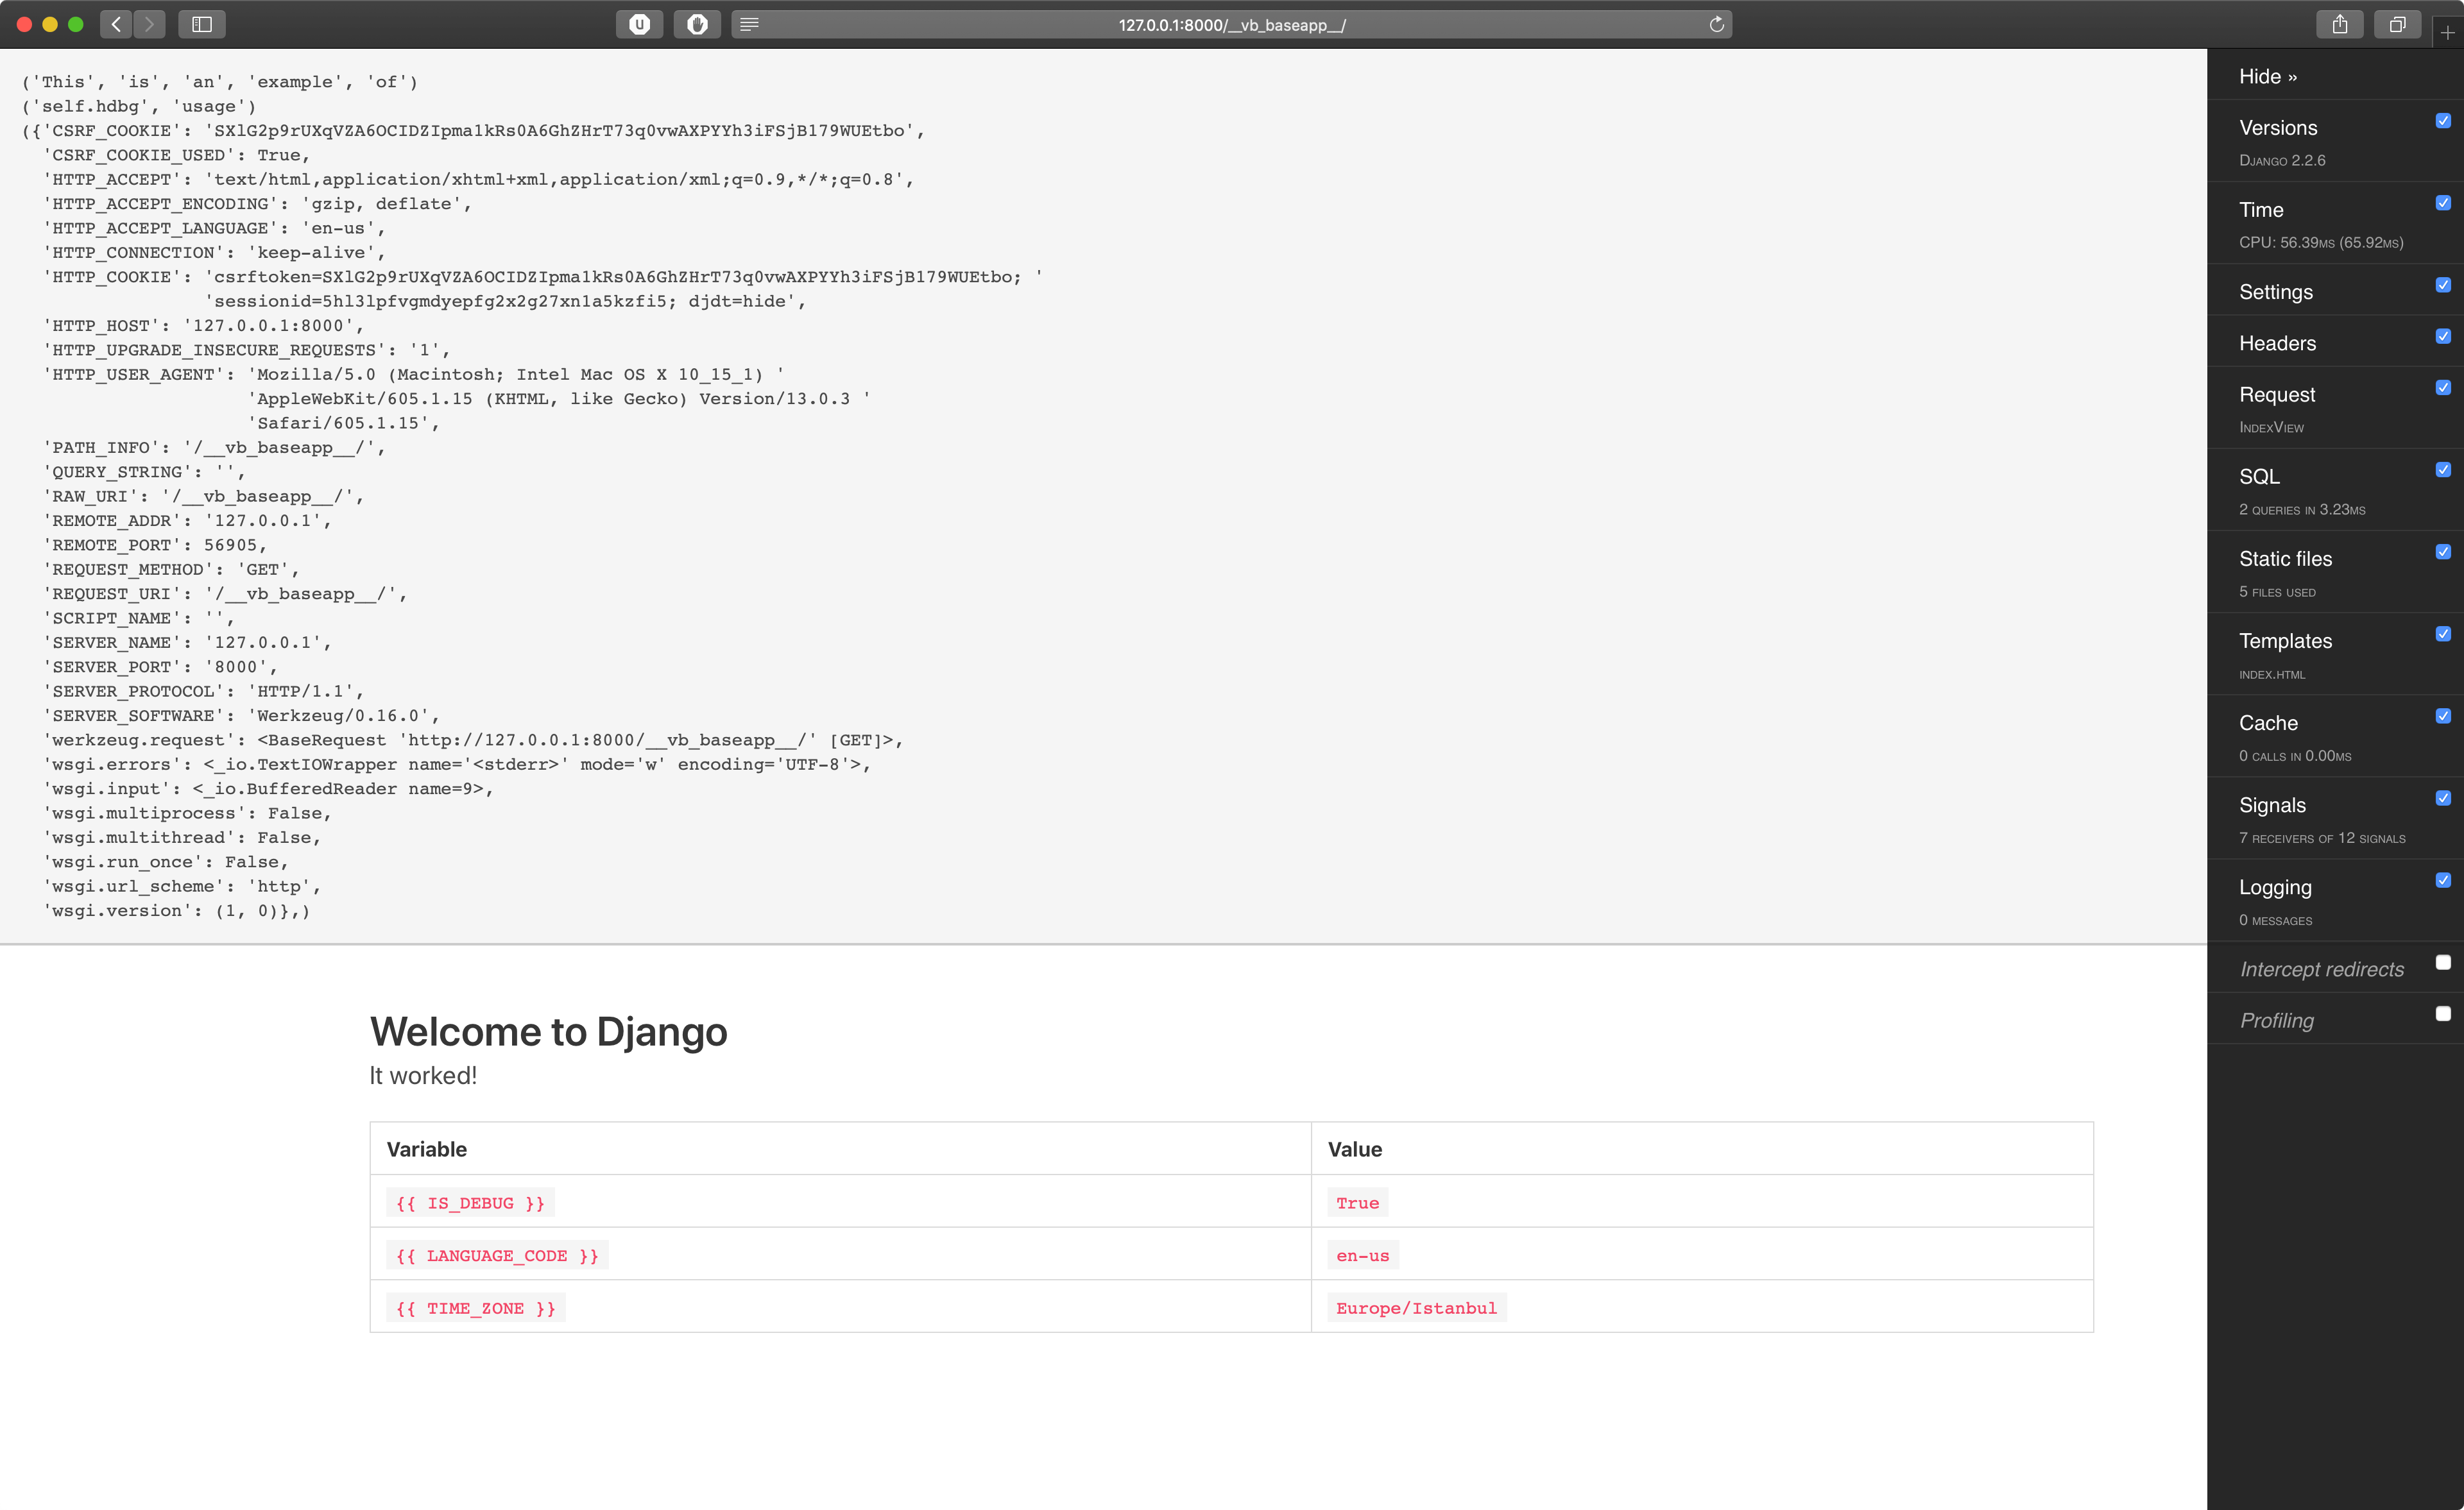 127.0.0.1:8000/__vb_baseapp__/
('This', 'is', 'an', 'example', 'of')
('self.hdbg', 'usage')
({'CSRF_COOKIE': 'SXlG2p9rUXqVZA6OCIDZIpma1kRs0A6GhZHrT73q0vwAXPYYh3iFSjB179WUEtbo',
'CSRF_COOKIE_USED': True,
'HTTP_ACCEPT': 'text/html,application/xhtml+xml,application/xml;q=0.9,*/*;q=0.8',
'HTTP_ACCEPT_ENCODING': 'gzip, deflate',
'HTTP_ACCEPT_LANGUAGE': 'en-us',
'HTTP_CONNECTION': 'keep-alive',
'HTTP_COOKIE': 'csrftoken=SXlG2p9rUXqVZA6OCIDZIpma1kRs0A6GhZHrT73q0vwAXPYYh3iFSjB179WUEtbo; '
'sessionid=5hl3lpfvgmdyepfg2x2g27xn1a5kzfi5; djdt=hide',
'HTTP_HOST': '127.0.0.1:8000',
'HTTP_UPGRADE_INSECURE_REQUESTS': '1',
'HTTP_USER_AGENT': 'Mozilla/5.0 (Macintosh; Intel Mac OS X 10_15_1) '
'AppleWebKit/605.1.15 (KHTML, like Gecko) Version/13.0.3 '
'Safari/605.1.15',
'PATH_INFO': '/__vb_baseapp__/',
'QUERY_STRING': '',
'RAW_URI': '/__vb_baseapp__/',
'REMOTE_ADDR': '127.0.0.1',
'REMOTE_PORT': 56905,
'REQUEST_METHOD': 'GET',
'REQUEST_URI': '/__vb_baseapp__/',
'SCRIPT_NAME': '',
'SERVER_NAME': '127.0.0.1',
'SERVER_PORT': '8000',
'SERVER_PROTOCOL': 'HTTP/1.1',
'SERVER_SOFTWARE': 'Werkzeug/0.16.0',
'werkzeug.request': <BaseRequest 'http://127.0.0.1:8000/__vb_baseapp__/' [GET]>,
'wsgi.errors': <_io.TextIOWrapper name='<stderr>' mode='w' encoding='UTF-8'>,
'wsgi.input': <_io.BufferedReader name=9>,
'wsgi.multiprocess': False,
'wsgi.multithread': False,
'wsgi.run_once': False,
'wsgi.url_scheme': 'http',
'wsgi.version': (1, 0)},)
Welcome to Django
It worked!
Variable Value
{{ IS_DEBUG }} True
{{ LANGUAGE_CODE }} en-us
{{ TIME_ZONE }} Europe/Istanbul
Hide »
Versions
Django 2.2.6
Time
CPU: 56.39ms (65.92ms)
Settings
Headers
Request
IndexView
SQL
2 queries in 3.23ms
Static files
5 files used
Templates
index.html
Cache
0 calls in 0.00ms
Signals
7 receivers of 12 signals
Logging
0 messages
Intercept redirects
Profiling